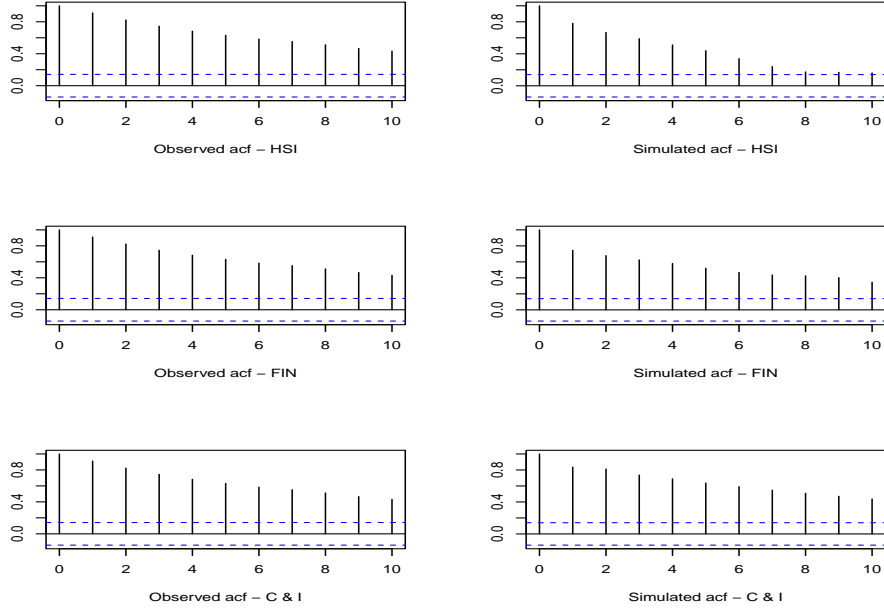 0.0 0.4 0.8
0 2 4 6 8 10
Observed acf – HSI
0.0 0.4 0.8
0 2 4 6 8 10
Simulated acf – HSI
0.0 0.4 0.8
0 2 4 6 8 10
Observed acf – FIN
0.0 0.4 0.8
0 2 4 6 8 10
Simulated acf – FIN
0.0 0.4 0.8
0 2 4 6 8 10
Observed acf – C & I
0.0 0.4 0.8
0 2 4 6 8 10
Simulated acf – C & I